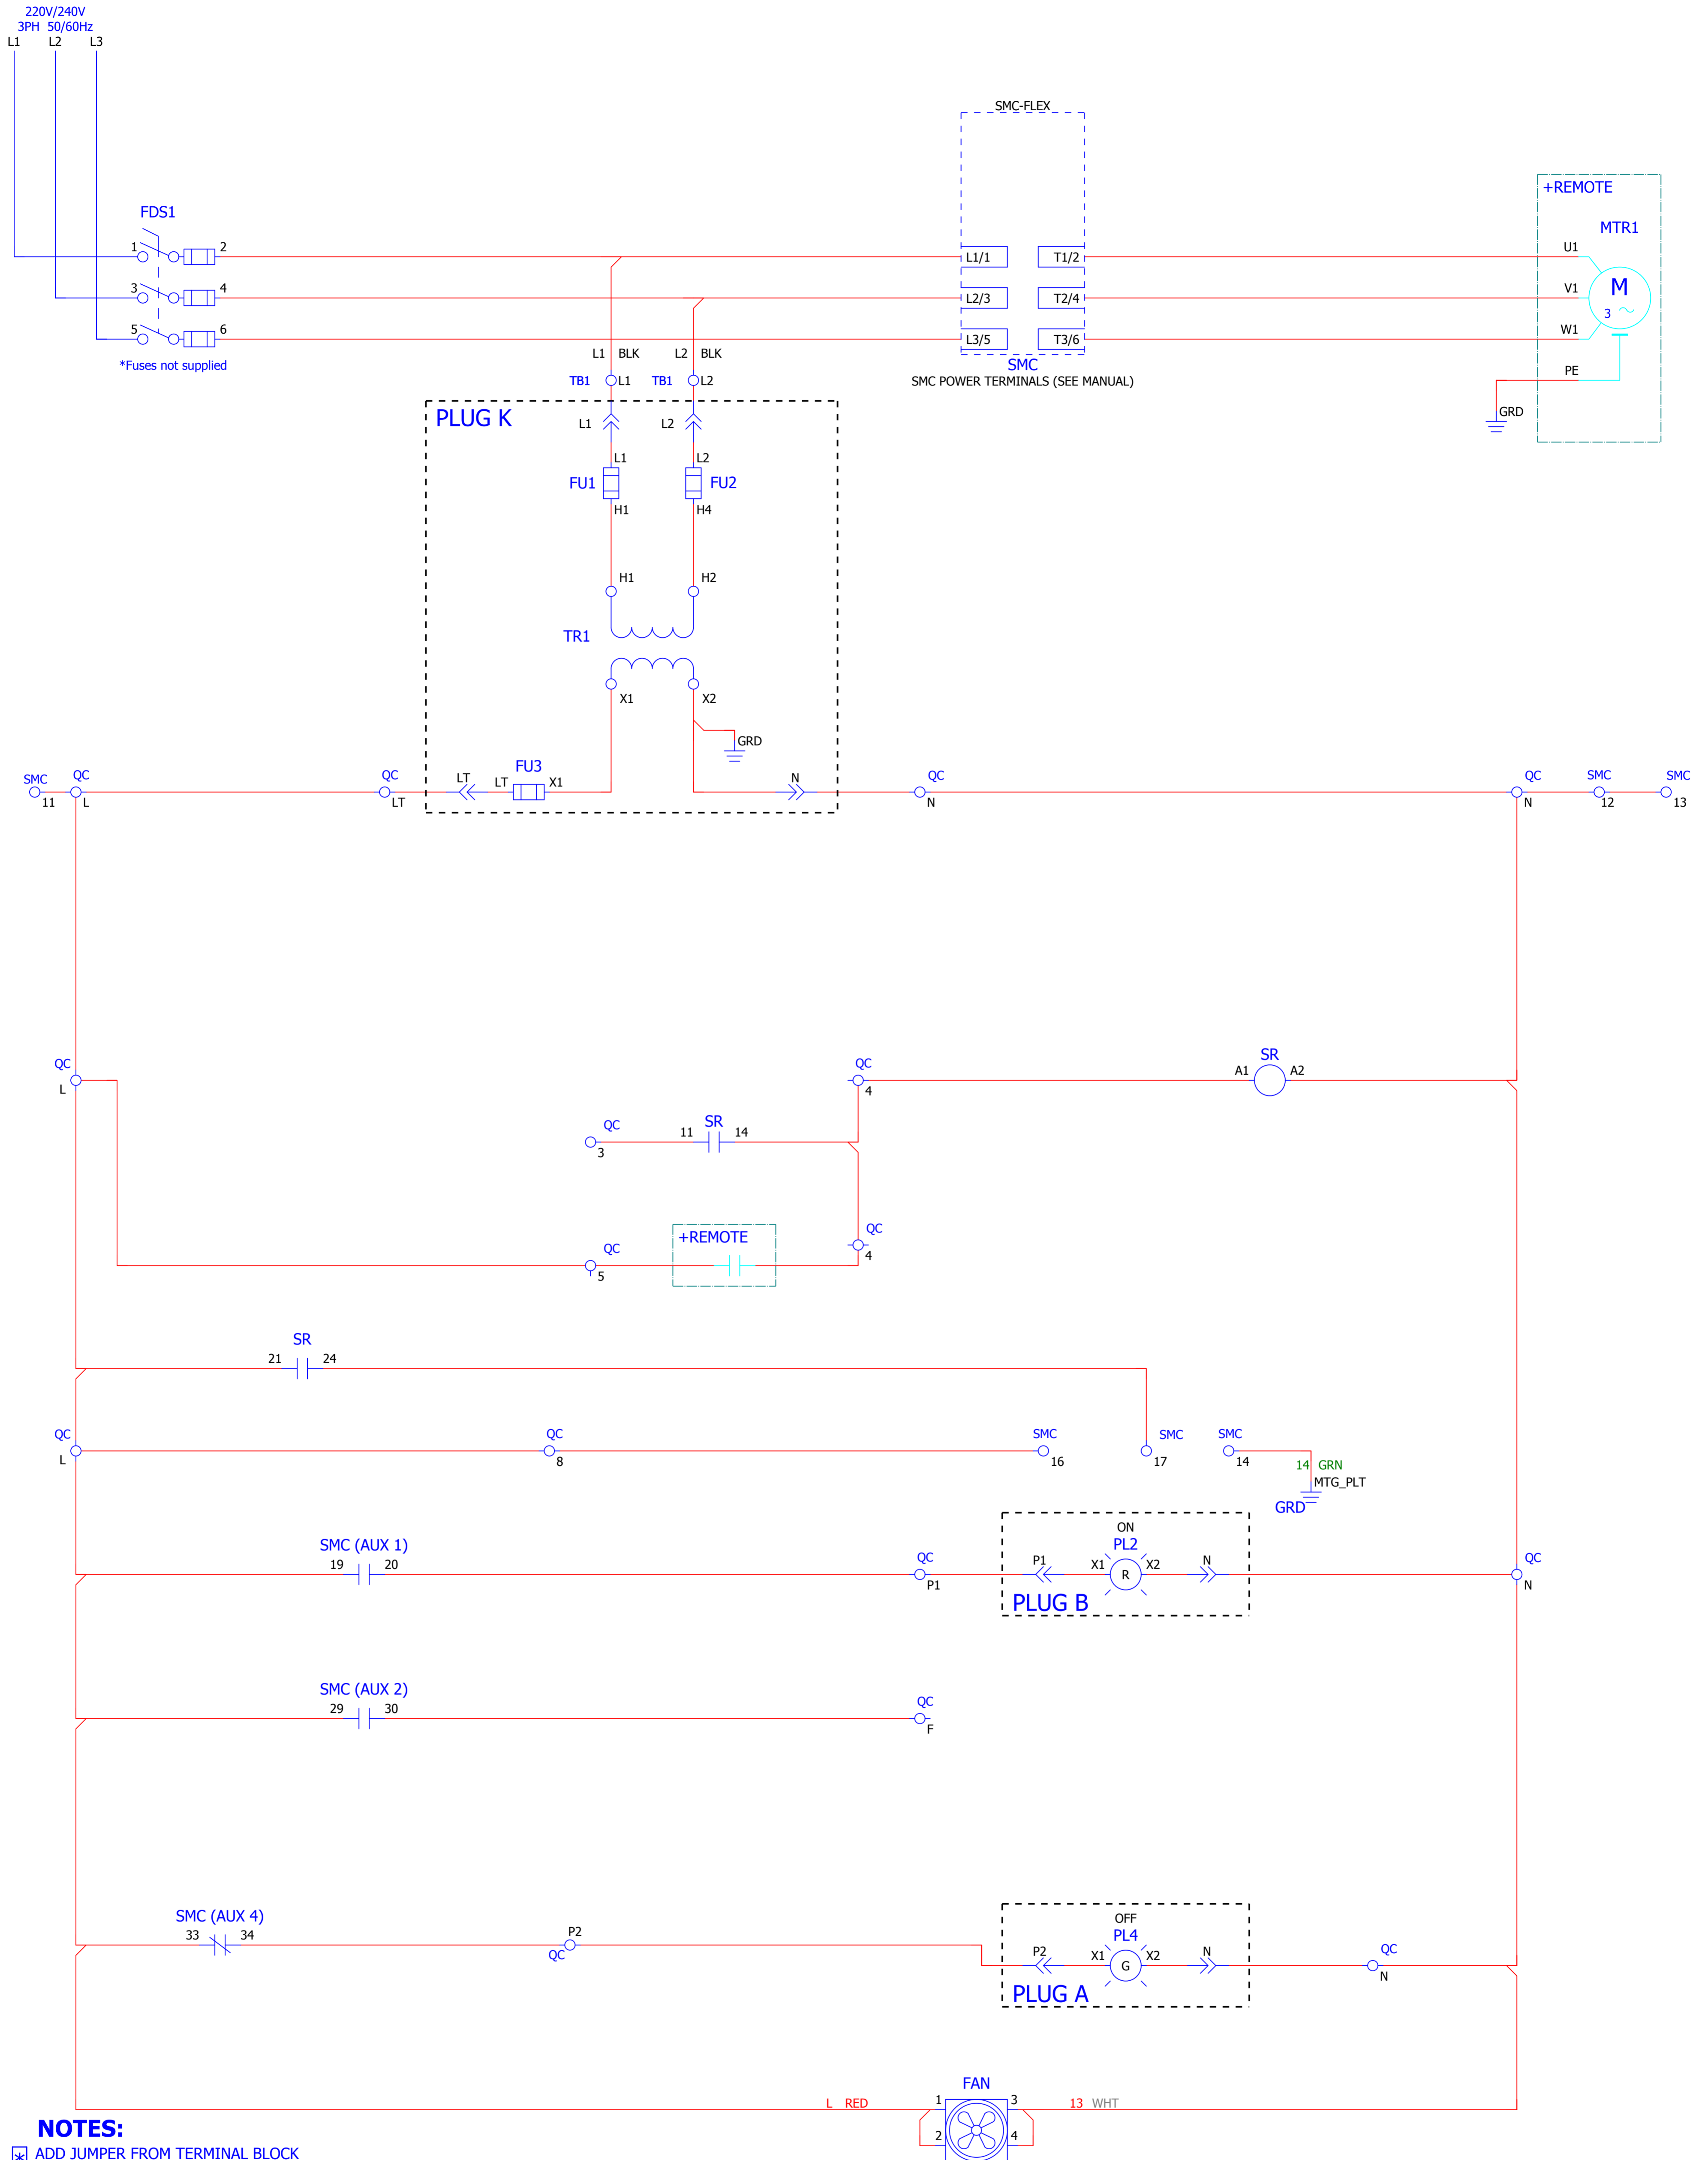 220V/240V
3PH 50/60Hz
L1 L2 L3
SMC-FLEX
+REMOTE
FDS1
MTR1
1 2
L1/1 T1/2
U1
3 4
L2/3 T2/4
V1
M
3
5 6
L3/5 T3/6
W1
*Fuses not supplied
L1 BLK L2 BLK
SMC
PE
TB1 L1 TB1 L2
SMC POWER TERMINALS (SEE MANUAL)
GRD
PLUG K
L1 L2
L1 L2
FU1 FU2
H1 H4
H1 H2
TR1
X1 X2
GRD
SMC QC QC
LT LT FU3 X1
N
QC QC SMC SMC
11 L LT
N N 12 13
QC QC SR
L 4 A1 A2
QC SR
3 11 14
QC
4
+REMOTE
QC
5
SR
21 24
QC QC SMC SMC SMC
L 8 16 17 14
14 GRN
MTG_PLT
GRD
SMC (AUX 1)
19 20
QC
P1
ON
PL2
P1 X1 R X2 N
PLUG B
QC
N
SMC (AUX 2)
29 30
QC
F
SMC (AUX 4)
33 34
P2
QC
OFF
PL4
P2 X1 G X2 N
PLUG A
QC
N
FAN
L RED 1 3 13 WHT
2 4
NOTES:
* ADD JUMPER FROM TERMINAL BLOCK